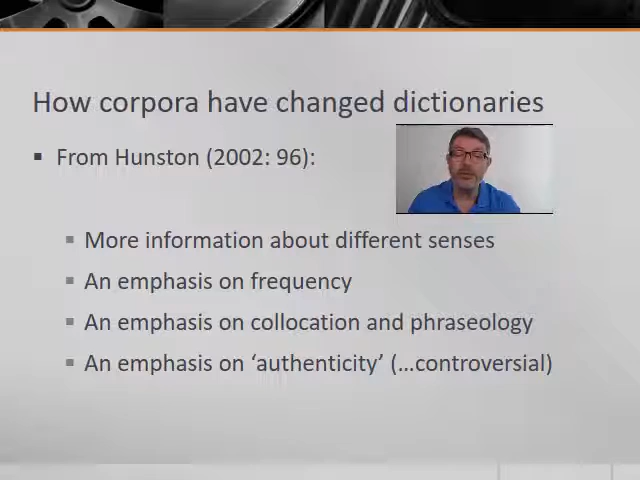 How corpora have changed dictionaries
From Hunston (2002: 96):
More information about different senses
An emphasis on frequency
An emphasis on collocation and phraseology
An emphasis on ‘authenticity’ (…controversial)